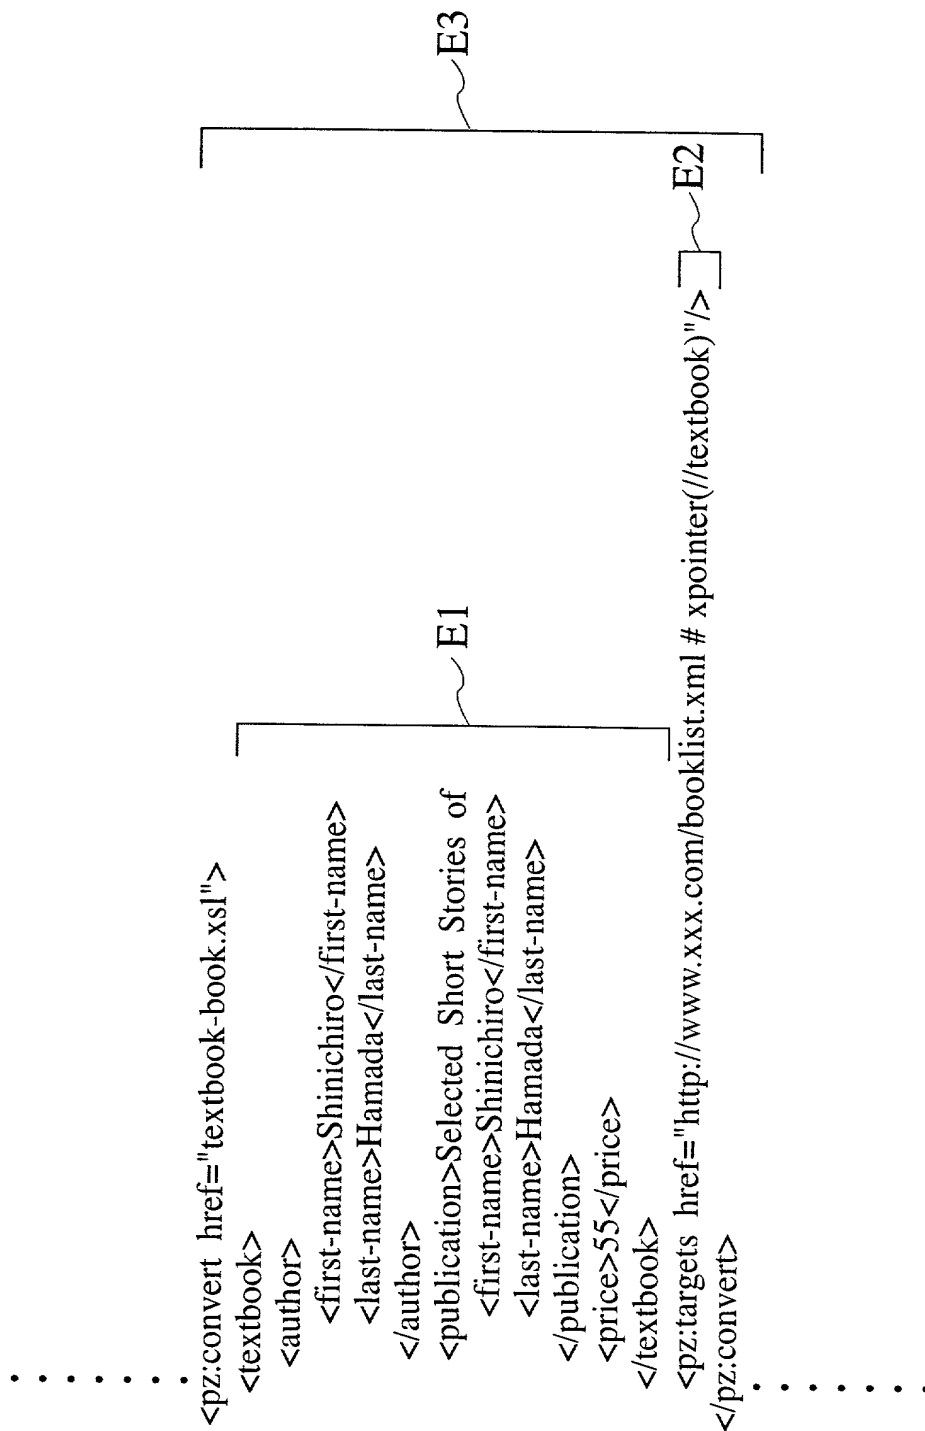 <pz:convert href="textbook-book.xsl">
<textbook>
<author>
<first-name>Shinichiro</first-name>
<last-name>Hamada</last-name>
</author>
<publication>Selected Short Stories of
<first-name>Shinichiro</first-name>
<last-name>Hamada</last-name>
</publication>
<price>55</price>
</textbook>
<pz:targets href="http://www.xxx.com/booklist.xml # xpointer(//textbook)"/>
</pz:convert>
E1
E2
E3